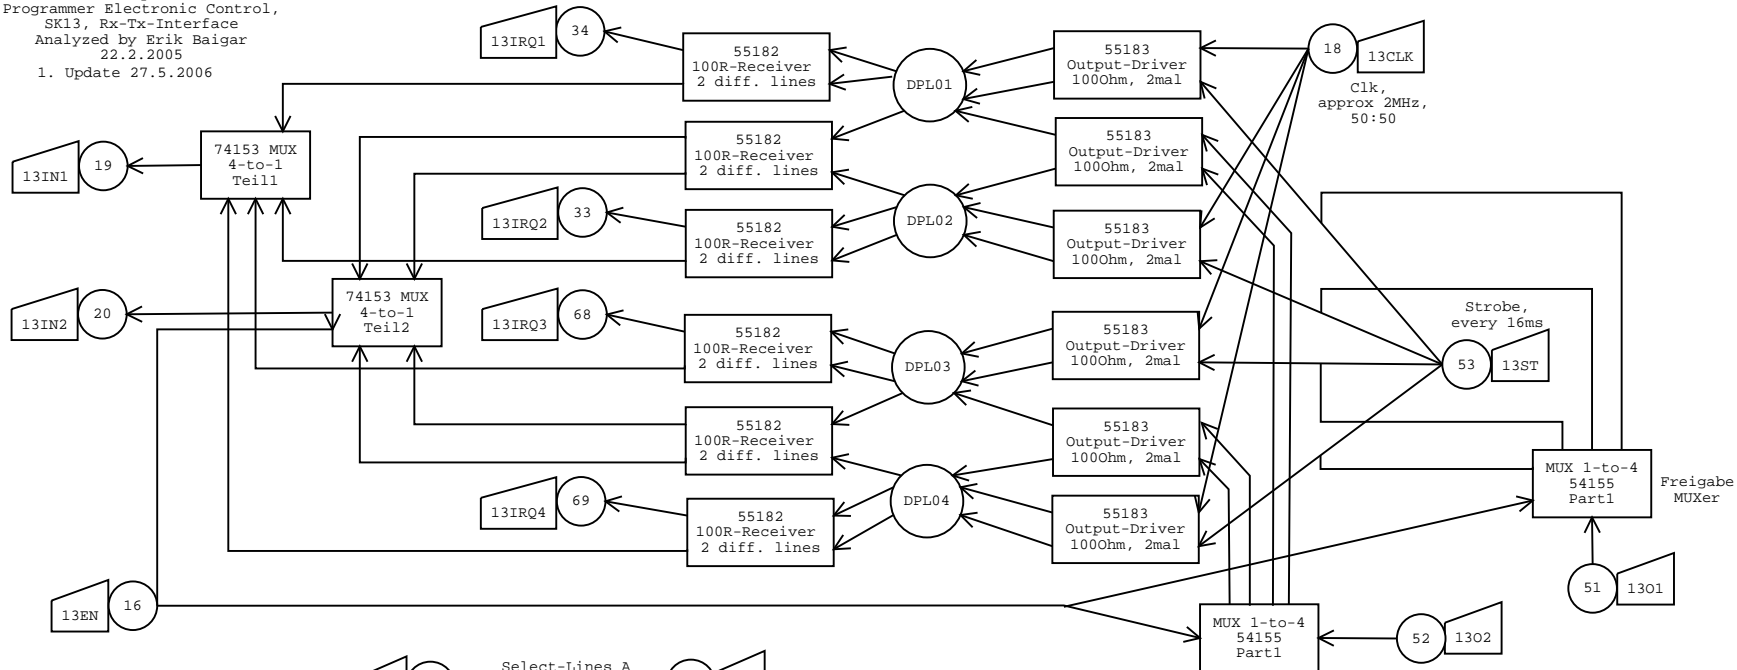 Programmer Electronic Control,
SK13, Rx-Tx-Interface
Analyzed by Erik Baigar
22.2.2005
1. Update 27.5.2006
13IRQ1
34
55182
100R-Receiver
2 diff. lines
DPL01
55183
Output-Driver
100Ohm, 2mal
18
13CLK
Clk,
approx 2MHz,
50:50
13IN1
19
74153 MUX
4-to-1
Teil1
55182
100R-Receiver
2 diff. lines
55183
Output-Driver
100Ohm, 2mal
13IRQ2
33
55182
100R-Receiver
2 diff. lines
DPL02
55183
Output-Driver
100Ohm, 2mal
13IN2
20
74153 MUX
4-to-1
Teil2
13IRQ3
68
55182
100R-Receiver
2 diff. lines
DPL03
55183
Output-Driver
100Ohm, 2mal
Strobe,
every 16ms
53
13ST
55182
100R-Receiver
2 diff. lines
55183
Output-Driver
100Ohm, 2mal
MUX 1-to-4
54155
Part1
Freigabe
MUXer
13IRQ4
69
55182
100R-Receiver
2 diff. lines
DPL04
55183
Output-Driver
100Ohm, 2mal
13EN
16
51
13O1
MUX 1-to-4
54155
Part1
52
13O2
Select-Lines A